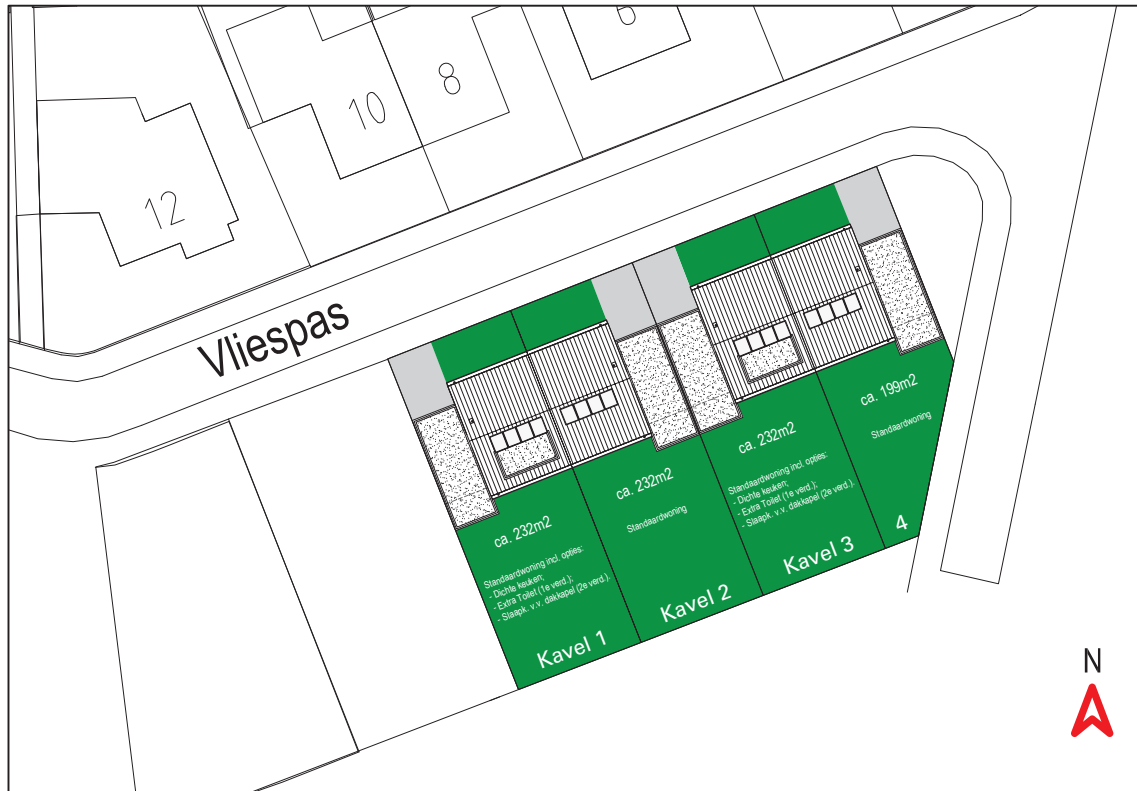 6
8
10
12
Vliespas
ca. 232m2
Standaardwoning incl. opties:
- Dichte keuken;
- Extra Toilet (1e verd.);
- Slaapk. v.v. dakkapel (2e verd.).
Kavel 1
ca. 232m2
Standaardwoning
Kavel 2
ca. 232m2
Standaardwoning incl. opties:
- Dichte keuken;
- Extra Toilet (1e verd.);
- Slaapk. v.v. dakkapel (2e verd.).
Kavel 3
ca. 199m2
Standaardwoning
4
N